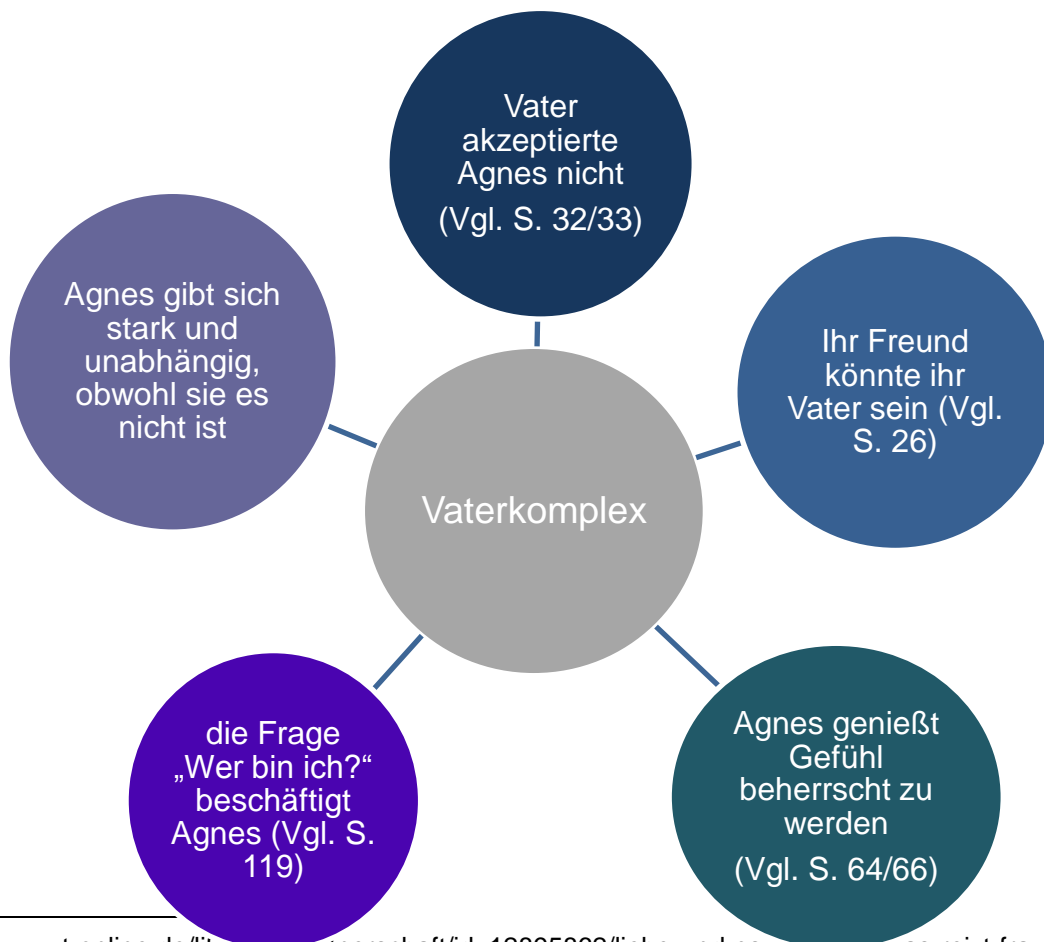 Vater
akzeptierte
Agnes nicht
(Vgl. S. 32/33)
Ihr Freund
könnte ihr
Vater sein (Vgl.
S. 26)
Agnes genießt
Gefühl
beherrscht zu
werden
(Vgl. S. 64/66)
die Frage
„Wer bin ich?“
beschäftigt
Agnes (Vgl. S.
119)
Agnes gibt sich
stark und
unabhängig,
obwohl sie es
nicht ist
Vaterkomplex